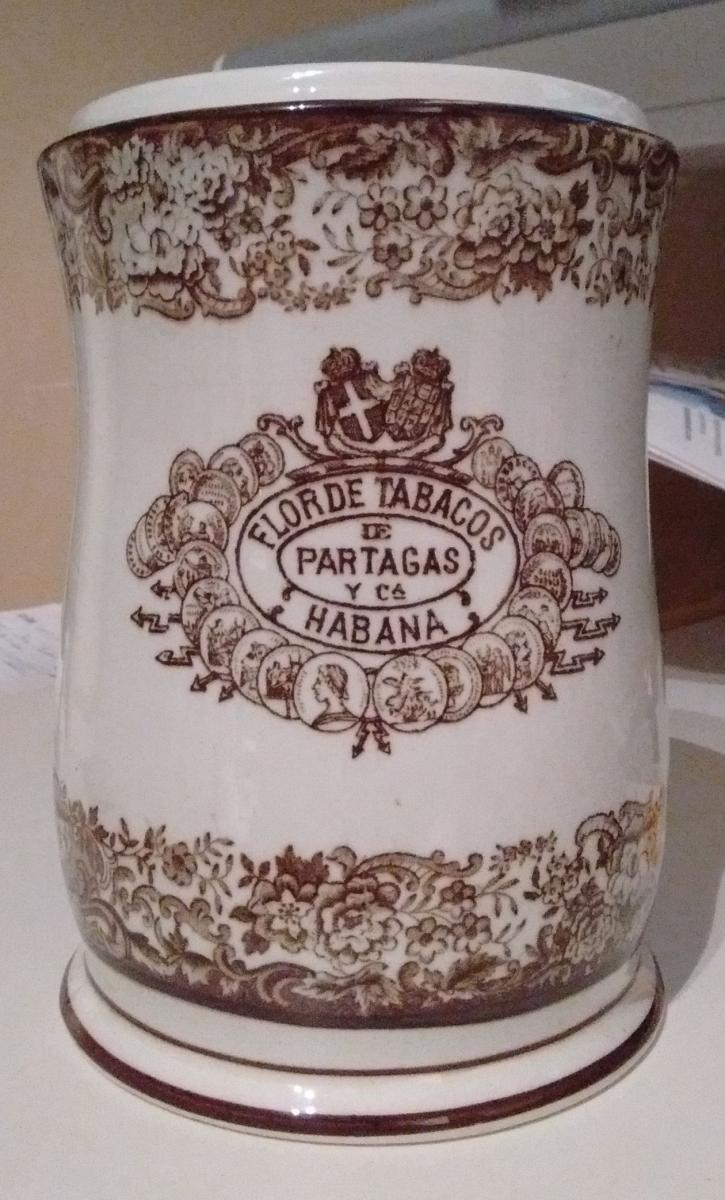 FLOR DE TABACOS
DE
PARTAGAS
Y Cª
HABANA